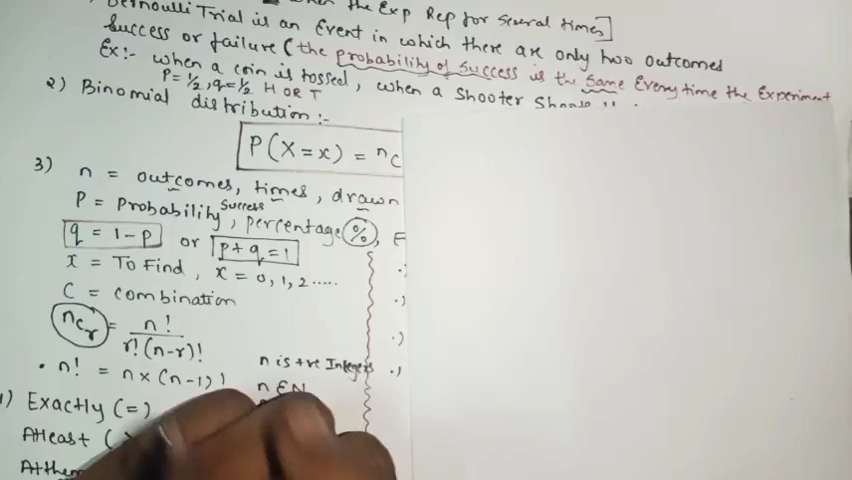 the Exp Rep for Several times]
Bernoulli Trial is an Event in which there are only two outcomes
Success or failure (the probability of Success is the same Every time the Experiment
Ex:- when a coin is tossed, when a Shooter
P=1/2, q=1/2 H OR T
2) Binomial distribution :-
P(X=x) = nC
3) n = outcomes, times, drawn
P = Probability Success, percentage %,
q = 1-p or p+q=1
x = To Find, x = 0, 1, 2 .....
C = combination
nCr = n! / r!(n-r)!
n is +ve Integers
• n! = n×(n-1)!
n ∈ N
Exactly (=)
Atleast (